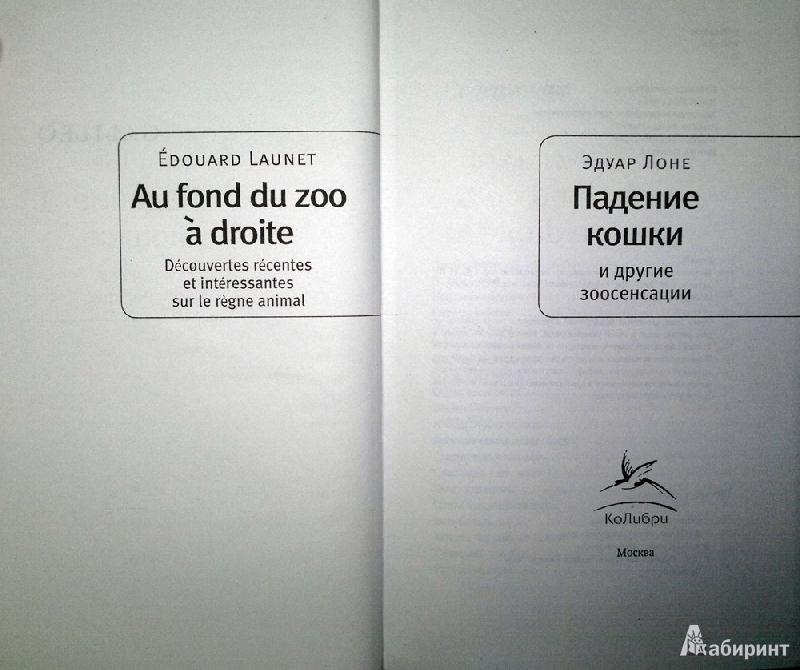 ÉDOUARD LAUNET
Au fond du zoo
à droite
Découvertes récentes
et intéressantes
sur le règne animal
ЭДУАР ЛОНЕ
Падение
кошки
и другие
зоосенсации
КоЛибри
Москва
Лабиринт